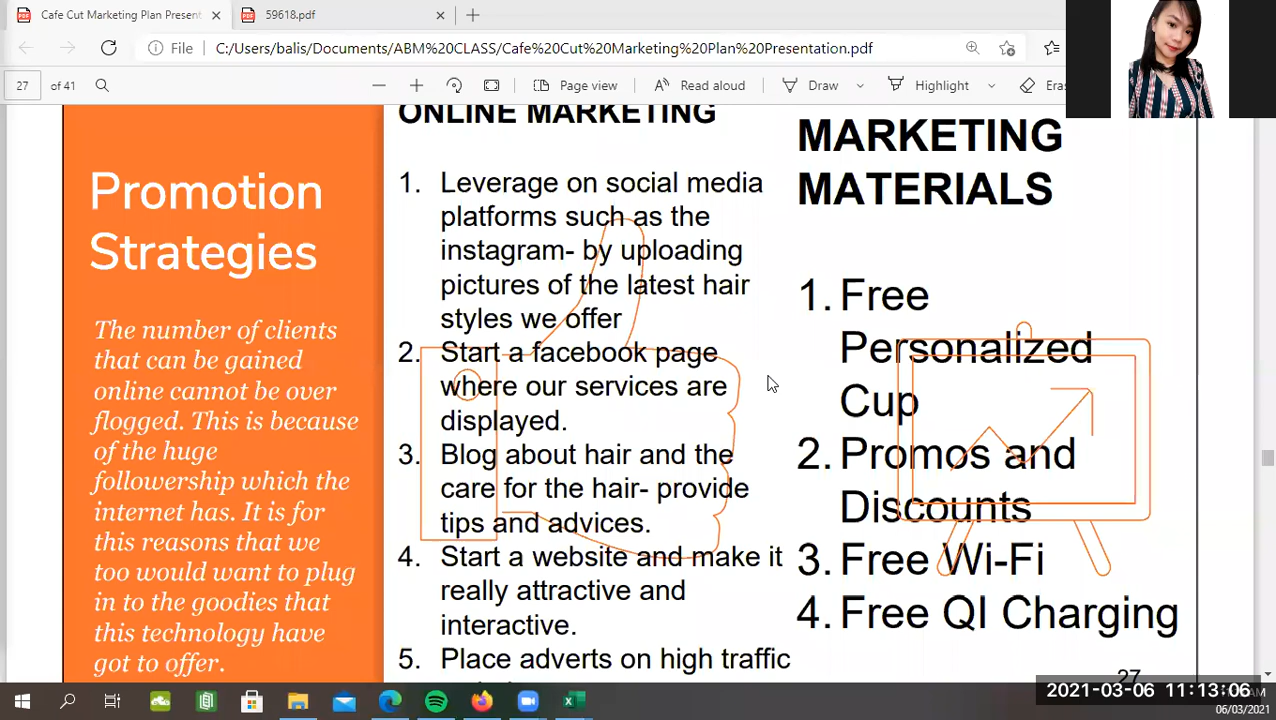 Cafe Cut Marketing Plan Present
59618.pdf
File
C:/Users/balis/Documents/ABM%20CLASS/Cafe%20Cut%20Marketing%20Plan%20Presentation.pdf
27 of 41
Page view
Read aloud
Draw
Highlight
Eras
Promotion
Strategies
The number of clients
that can be gained
online cannot be over
flogged. This is because
of the huge
followership which the
internet has. It is for
this reasons that we
too would want to plug
in to the goodies that
this technology have
got to offer.
ONLINE MARKETING
1. Leverage on social media
platforms such as the
instagram- by uploading
pictures of the latest hair
styles we offer
2. Start a facebook page
where our services are
displayed.
3. Blog about hair and the
care for the hair- provide
tips and advices.
4. Start a website and make it
really attractive and
interactive.
5. Place adverts on high traffic
MARKETING
MATERIALS
1. Free
Personalized
Cup
2. Promos and
Discounts
3. Free Wi-Fi
4. Free QI Charging
27
2021-03-06 11:13:06
06/03/2021